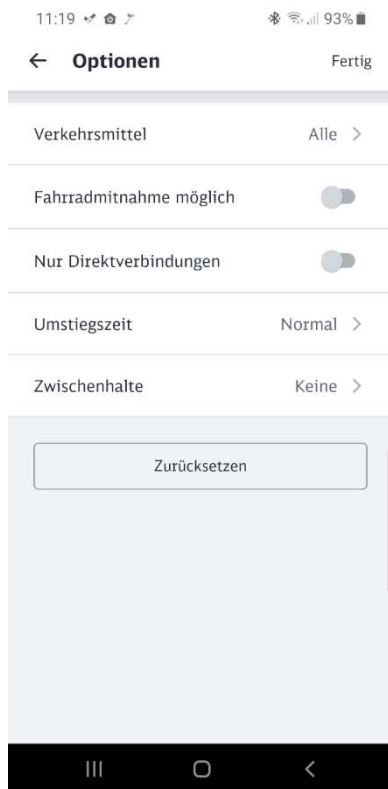 11:19 93%
Optionen Fertig
Verkehrsmittel Alle
Fahrradmitnahme möglich
Nur Direktverbindungen
Umstiegszeit Normal
Zwischenhalte Keine
Zurücksetzen